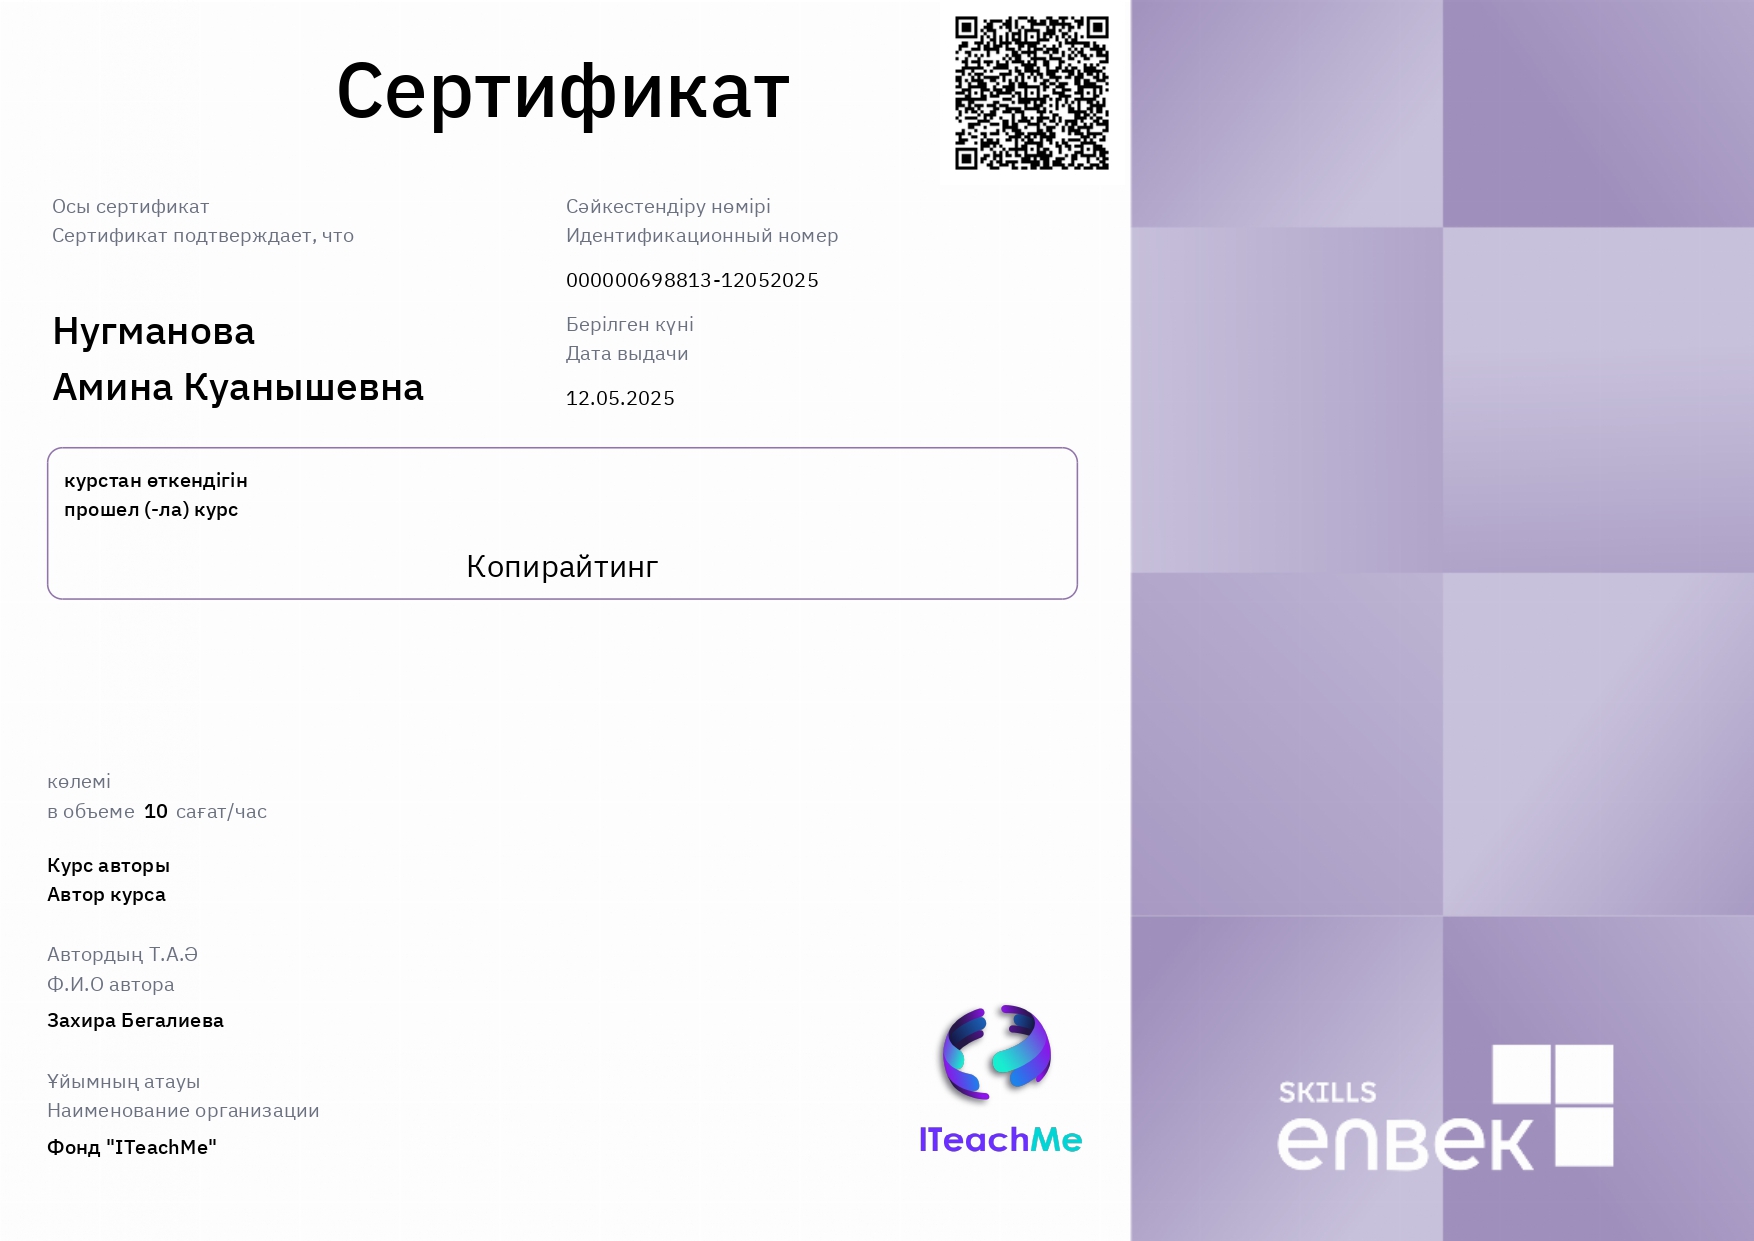 Сертификат
Осы сертификат
Сертификат подтверждает, что
Нугманова
Амина Куанышевна
Сәйкестендіру нөмірі
Идентификационный номер
000000698813-12052025
Берілген күні
Дата выдачи
12.05.2025
курстан өткендігін
прошел (-ла) курс
Копирайтинг
көлемі
в объеме 10 сағат/час
Курс авторы
Автор курса
Автордың Т.А.Ә
Ф.И.О автора
Захира Бегалиева
Ұйымның атауы
Наименование организации
Фонд "ITeachMe"
ITeachMe
SKILLS
enbek